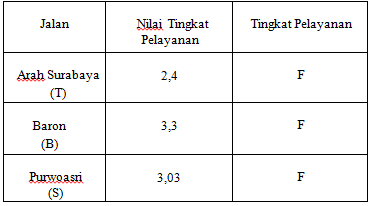 Jalan Nilai Tingkat Tingkat Pelayanan
Pelayanan
Arah Surabaya 2,4 F
(T)
Baron 3,3 F
(B)
Purwoasri 3,03 F
(S)